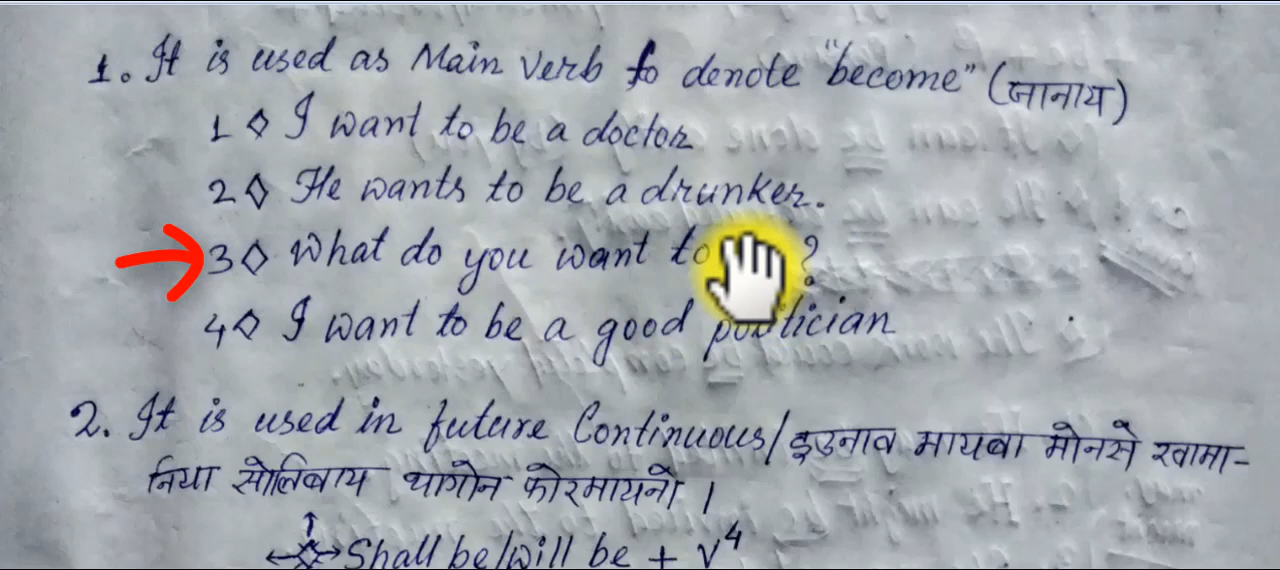 1. It is used as Main verb to denote "become" (जानाय)
1◇ I want to be a doctor
2◇ He wants to be a drunker.
3◇ What do you want to ?
4◇ I want to be a good politician
2. It is used in future Continuous/इउनाव मायबा मोनसे खामा-
निया सोलिबाय थागोन फोरमायनो ।
Shall be/will be + V⁴